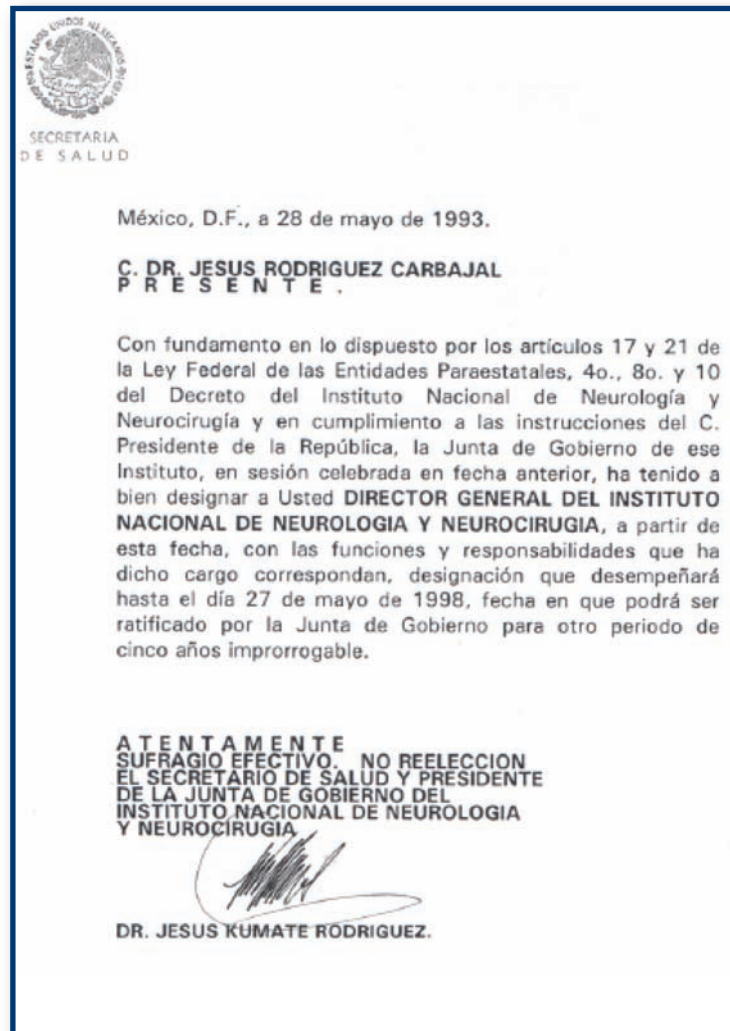 ESTADOS UNIDOS MEXICANOS
SECRETARIA
DE SALUD
México, D.F., a 28 de mayo de 1993.
C. DR. JESUS RODRIGUEZ CARBAJAL
P R E S E N T E .
Con fundamento en lo dispuesto por los artículos 17 y 21 de
la Ley Federal de las Entidades Paraestatales, 4o., 8o. y 10
del Decreto del Instituto Nacional de Neurología y
Neurocirugía y en cumplimiento a las instrucciones del C.
Presidente de la República, la Junta de Gobierno de ese
Instituto, en sesión celebrada en fecha anterior, ha tenido a
bien designar a Usted DIRECTOR GENERAL DEL INSTITUTO
NACIONAL DE NEUROLOGIA Y NEUROCIRUGIA, a partir de
esta fecha, con las funciones y responsabilidades que ha
dicho cargo correspondan, designación que desempeñará
hasta el día 27 de mayo de 1998, fecha en que podrá ser
ratificado por la Junta de Gobierno para otro periodo de
cinco años improrrogable.
A T E N T A M E N T E
SUFRAGIO EFECTIVO. NO REELECCION
EL SECRETARIO DE SALUD Y PRESIDENTE
DE LA JUNTA DE GOBIERNO DEL
INSTITUTO NACIONAL DE NEUROLOGIA
Y NEUROCIRUGIA
DR. JESUS KUMATE RODRIGUEZ.